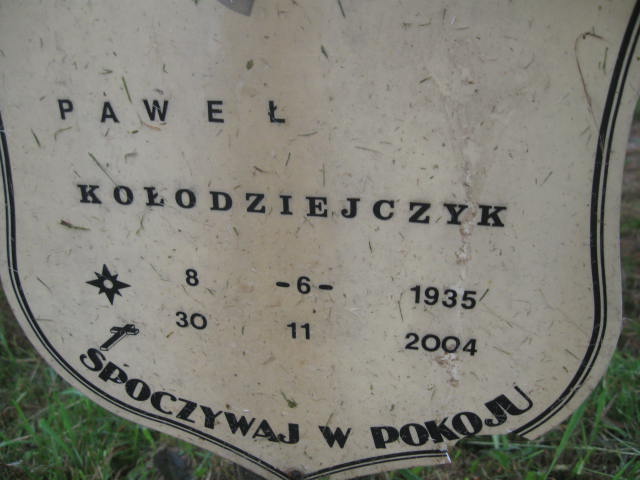 PAWEŁ
KOŁODZIEJCZYK
8 -6- 1935
30 11 2004
SPOCZYWAJ W POKOJU